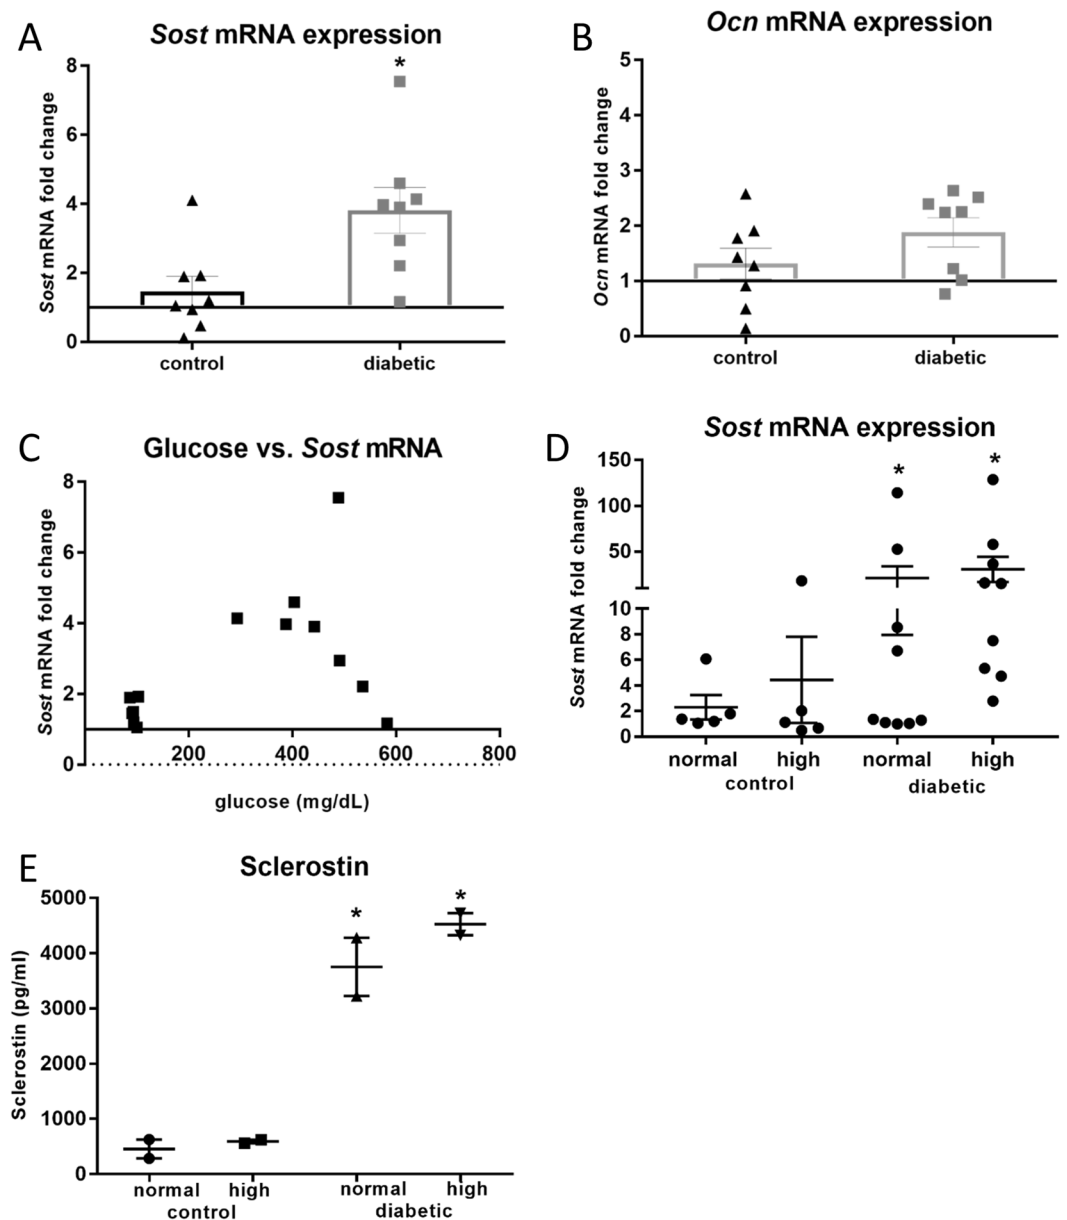 A
Sost mRNA expression
Sost mRNA fold change
8
6
4
2
0
*
control
diabetic
B
Ocn mRNA expression
Ocn mRNA fold change
5
4
3
2
1
0
control
diabetic
C
Glucose vs. Sost mRNA
Sost mRNA fold change
8
6
4
2
0
200
400
600
800
glucose (mg/dL)
D
Sost mRNA expression
Sost mRNA fold change
150
100
50
10
8
6
4
2
0
*
*
normal
high
normal
high
control
diabetic
E
Sclerostin
Sclerostin (pg/ml)
5000
4000
3000
2000
1000
0
*
*
normal
high
normal
high
control
diabetic